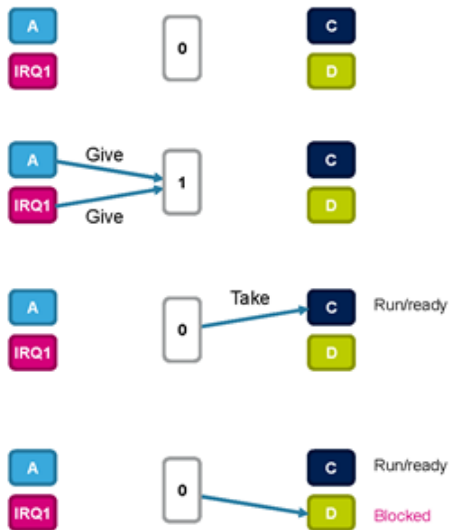 A
0
C
IRQ1
D
A
Give
C
1
IRQ1
Give
D
A
Take
C
Run/ready
0
IRQ1
D
A
C
Run/ready
0
IRQ1
D
Blocked